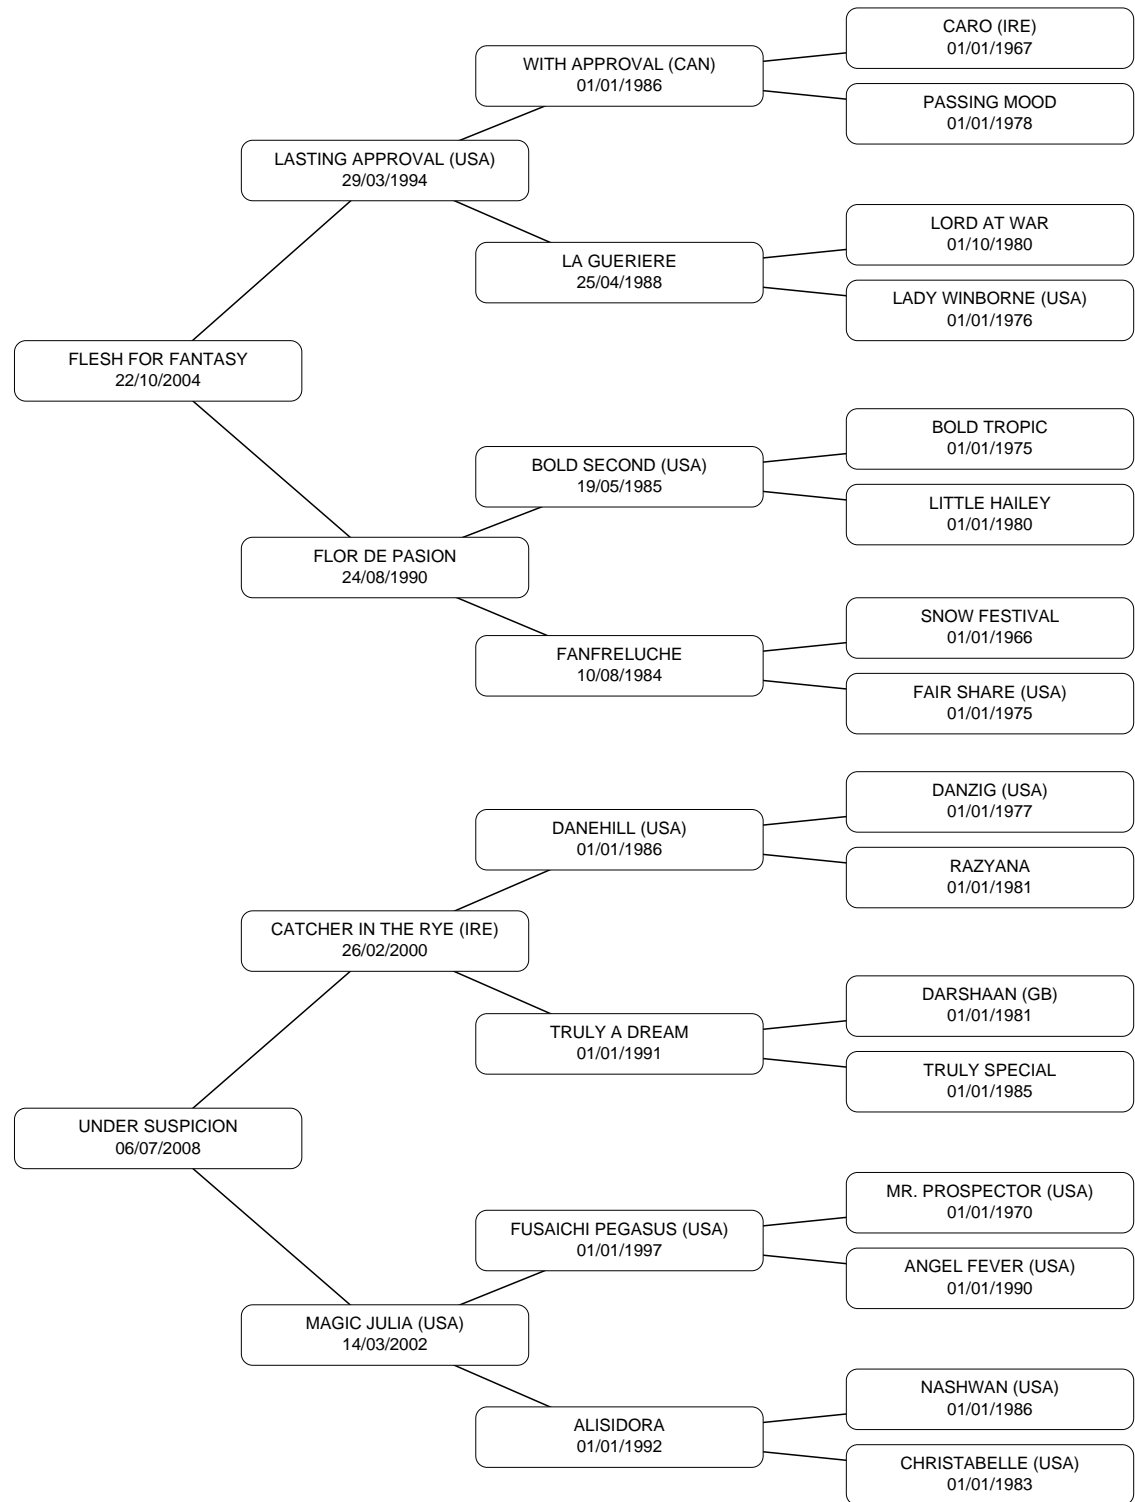 CARO (IRE)
01/01/1967
WITH APPROVAL (CAN)
01/01/1986
PASSING MOOD
01/01/1978
LASTING APPROVAL (USA)
29/03/1994
LORD AT WAR
01/10/1980
LA GUERIERE
25/04/1988
LADY WINBORNE (USA)
01/01/1976
FLESH FOR FANTASY
22/10/2004
BOLD TROPIC
01/01/1975
BOLD SECOND (USA)
19/05/1985
LITTLE HAILEY
01/01/1980
FLOR DE PASION
24/08/1990
SNOW FESTIVAL
01/01/1966
FANFRELUCHE
10/08/1984
FAIR SHARE (USA)
01/01/1975
DANZIG (USA)
01/01/1977
DANEHILL (USA)
01/01/1986
RAZYANA
01/01/1981
CATCHER IN THE RYE (IRE)
26/02/2000
DARSHAAN (GB)
01/01/1981
TRULY A DREAM
01/01/1991
TRULY SPECIAL
01/01/1985
UNDER SUSPICION
06/07/2008
MR. PROSPECTOR (USA)
01/01/1970
FUSAICHI PEGASUS (USA)
01/01/1997
ANGEL FEVER (USA)
01/01/1990
MAGIC JULIA (USA)
14/03/2002
NASHWAN (USA)
01/01/1986
ALISIDORA
01/01/1992
CHRISTABELLE (USA)
01/01/1983